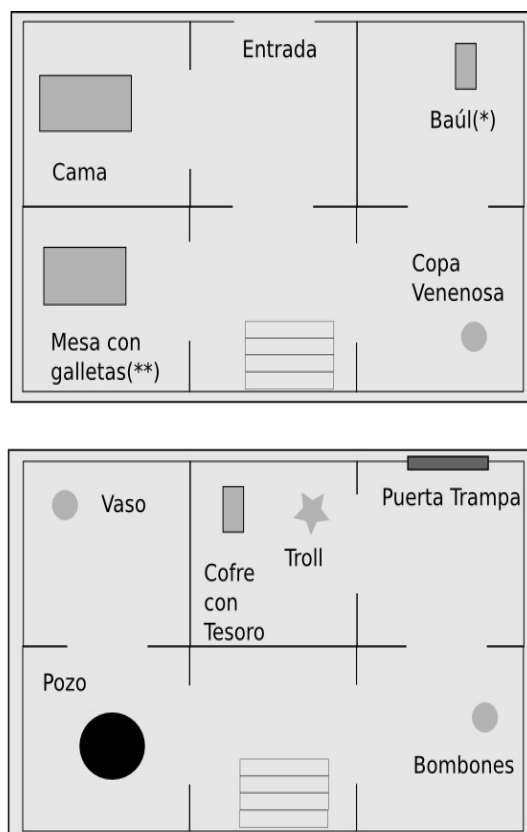 Entrada
Baúl(*)
Cama
Copa
Venenosa
Mesa con
galletas(**)
Vaso
Puerta Trampa
Troll
Cofre
con
Tesoro
Pozo
Bombones